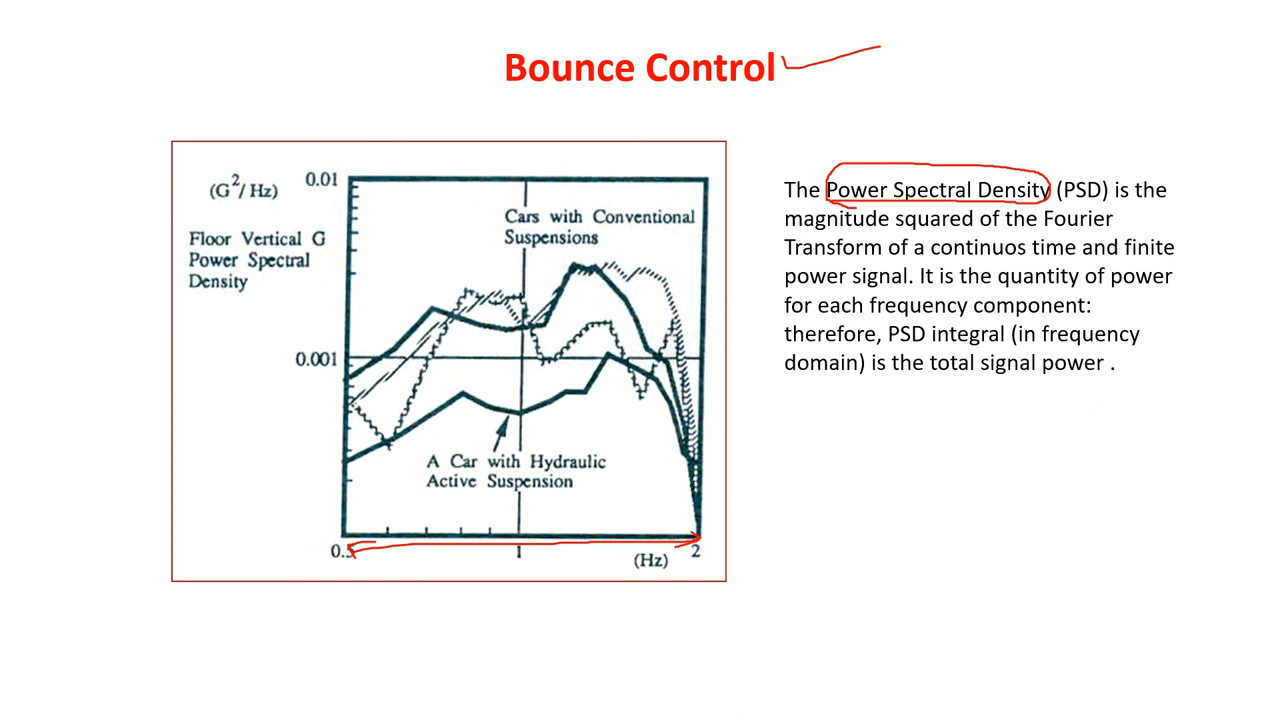 Bounce Control
(G²/Hz)
0.01
Cars with Conventional
Suspensions
Floor Vertical G
Power Spectral
Density
0.001
A Car with Hydraulic
Active Suspension
1
2
(Hz)
The Power Spectral Density (PSD) is the
magnitude squared of the Fourier
Transform of a continuos time and finite
power signal. It is the quantity of power
for each frequency component:
therefore, PSD integral (in frequency
domain) is the total signal power .